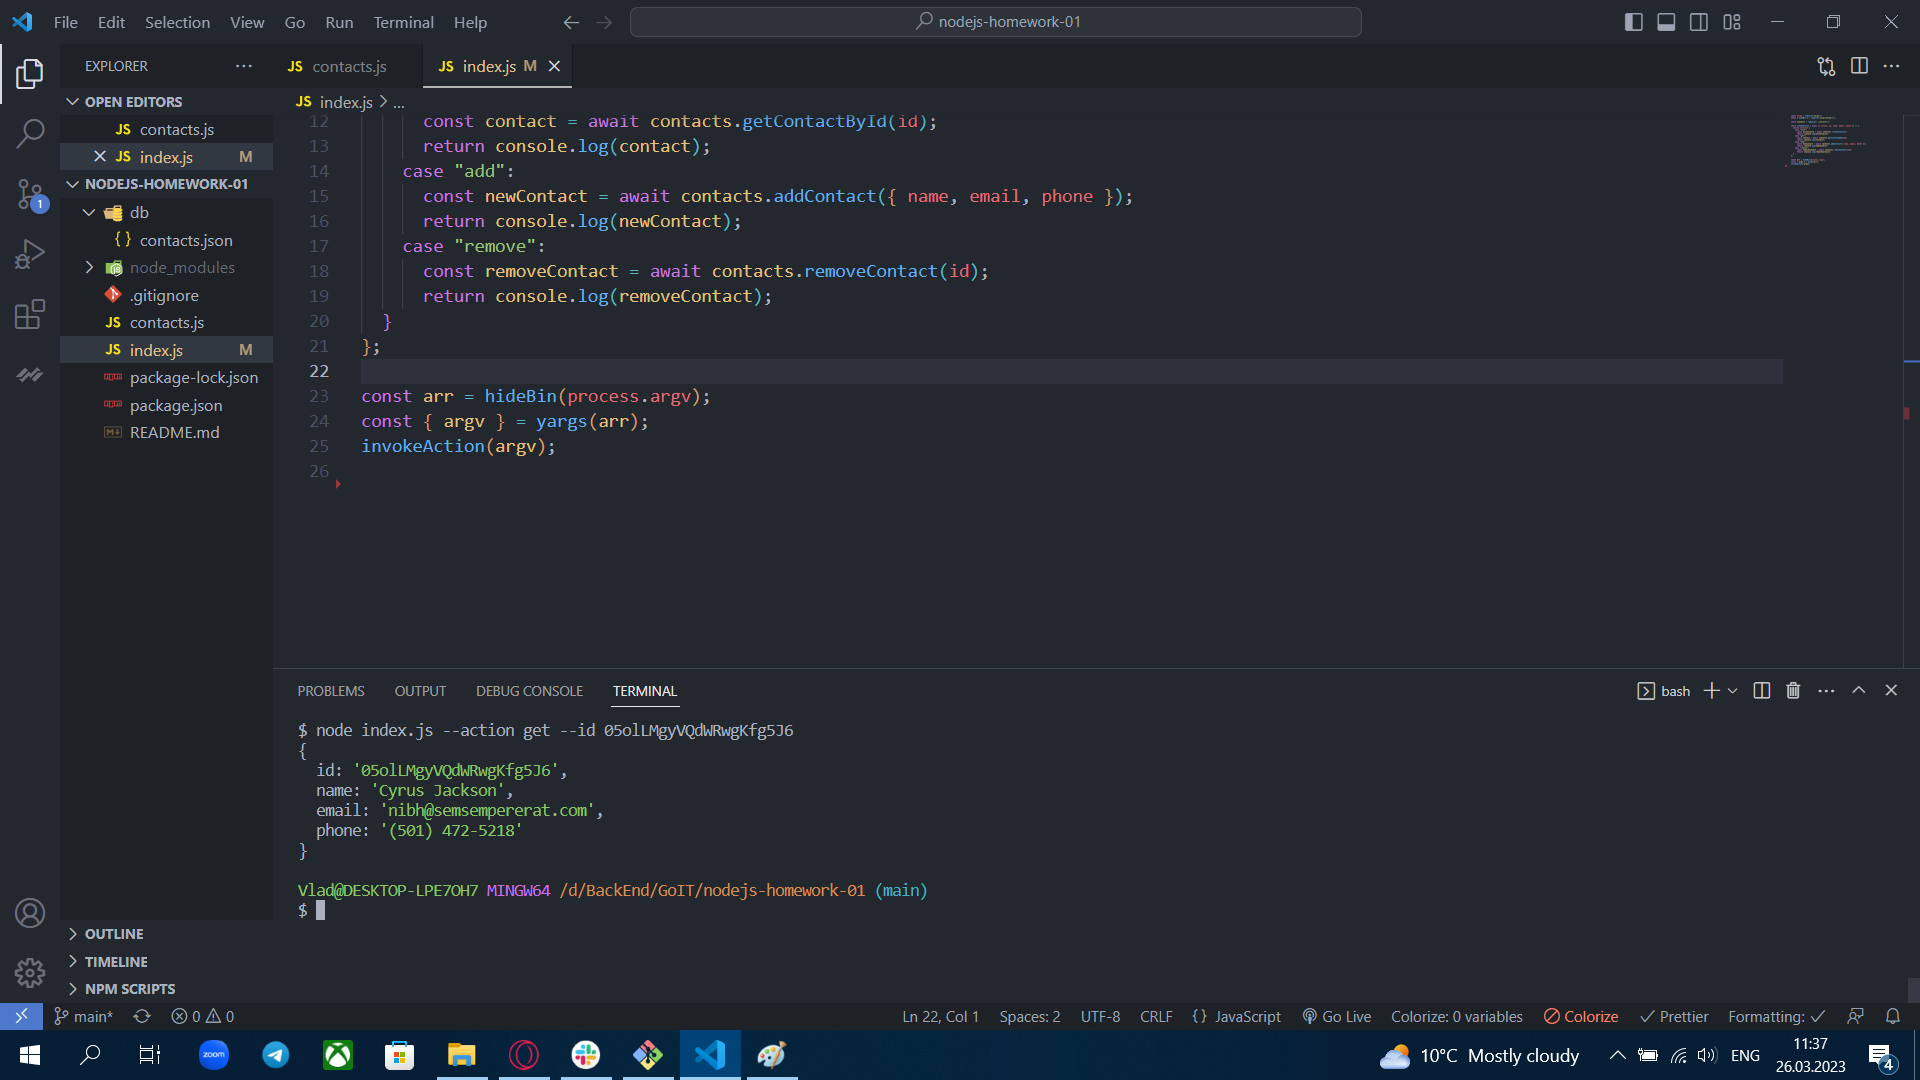 File Edit Selection View Go Run Terminal Help
nodejs-homework-01
EXPLORER
OPEN EDITORS
JS contacts.js
JS index.js M
NODEJS-HOMEWORK-01
db
{} contacts.json
node_modules
.gitignore
JS contacts.js
JS index.js M
package-lock.json
package.json
README.md
OUTLINE
TIMELINE
NPM SCRIPTS
1
JS contacts.js
JS index.js M
JS index.js > ...
12 const contact = await contacts.getContactById(id);
13 return console.log(contact);
14 case "add":
15 const newContact = await contacts.addContact({ name, email, phone });
16 return console.log(newContact);
17 case "remove":
18 const removeContact = await contacts.removeContact(id);
19 return console.log(removeContact);
20 }
21 };
22
23 const arr = hideBin(process.argv);
24 const { argv } = yargs(arr);
25 invokeAction(argv);
26
PROBLEMS OUTPUT DEBUG CONSOLE TERMINAL
bash
$ node index.js --action get --id 05olLMgyVQdWRwgKfg5J6
{
id: '05olLMgyVQdWRwgKfg5J6',
name: 'Cyrus Jackson',
email: 'nibh@semsempererat.com',
phone: '(501) 472-5218'
}
Vlad@DESKTOP-LPE7OH7 MINGW64 /d/BackEnd/GoIT/nodejs-homework-01 (main)
$
main* 0 0 Ln 22, Col 1 Spaces: 2 UTF-8 CRLF {} JavaScript Go Live Colorize: 0 variables Colorize Prettier Formatting:
zoom
10°C Mostly cloudy
ENG
11:37
26.03.2023
4